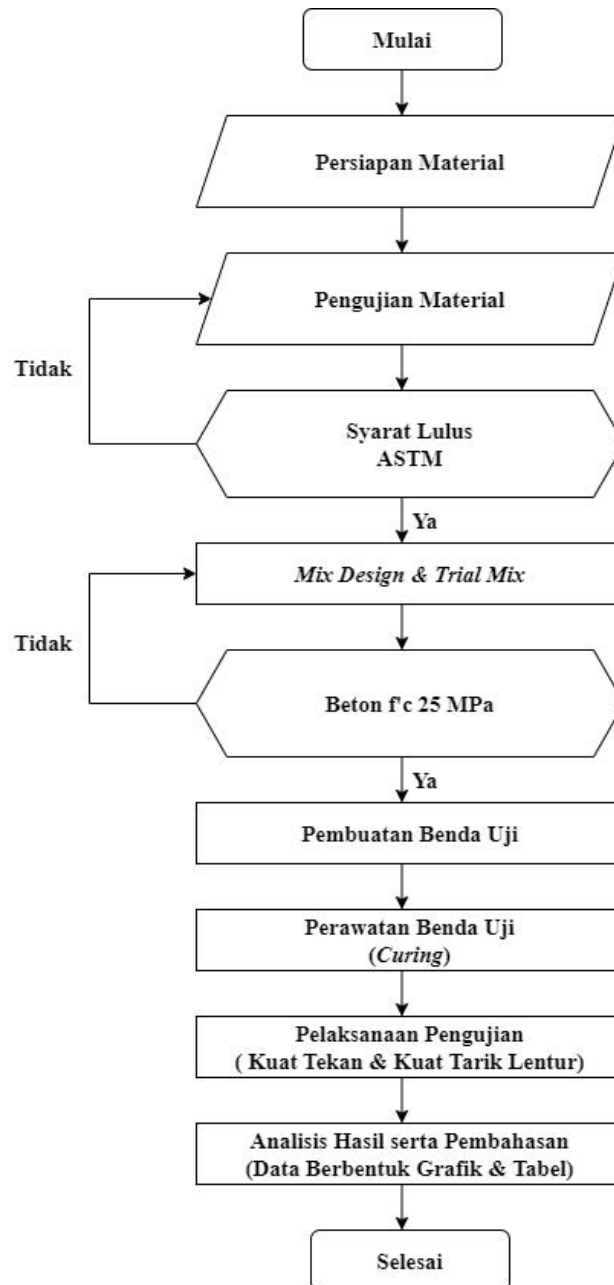 Mulai
Persiapan Material
Pengujian Material
Tidak
Syarat Lulus
ASTM
Ya
Mix Design & Trial Mix
Tidak
Beton f'c 25 MPa
Ya
Pembuatan Benda Uji
Perawatan Benda Uji
(Curing)
Pelaksanaan Pengujian
( Kuat Tekan & Kuat Tarik Lentur)
Analisis Hasil serta Pembahasan
(Data Berbentuk Grafik & Tabel)
Selesai